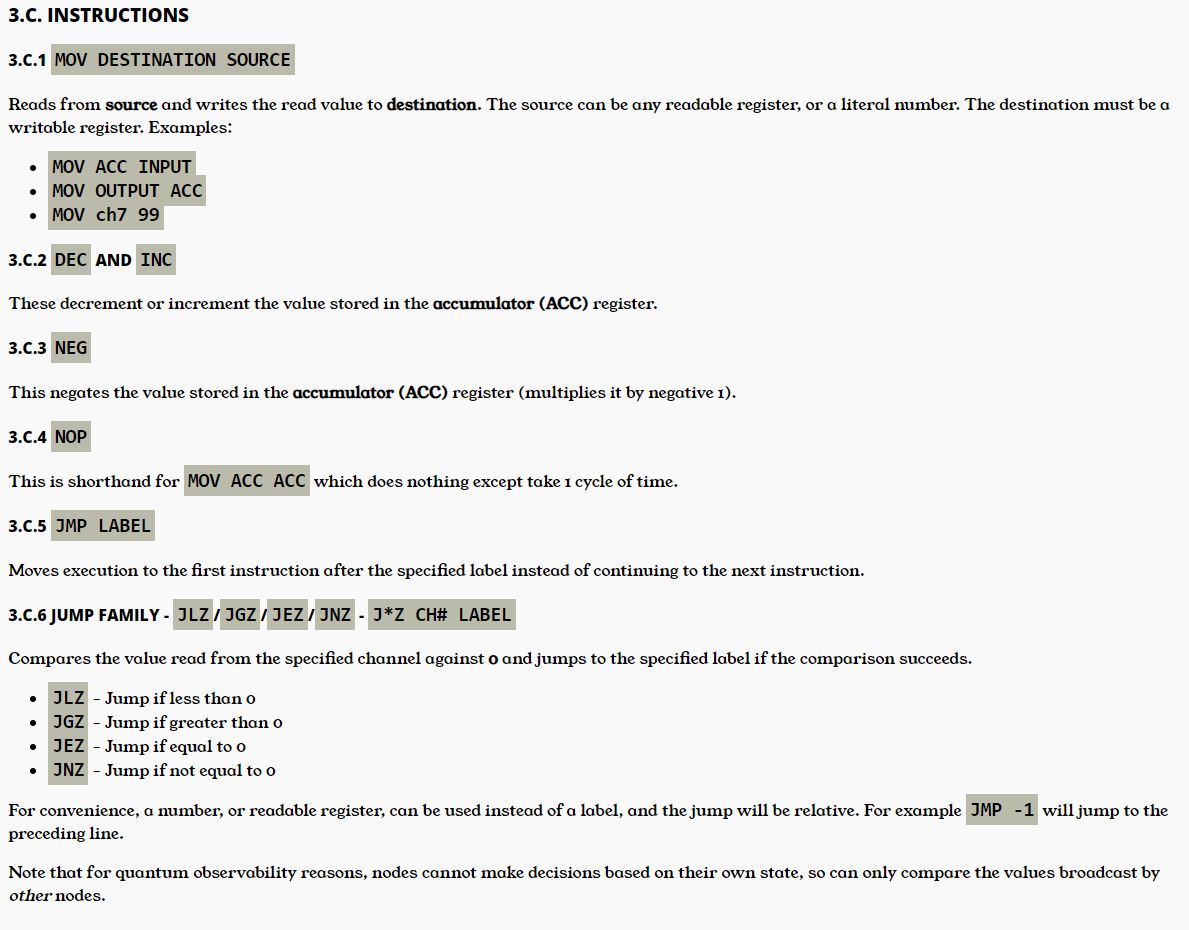 3.C. INSTRUCTIONS
3.C.1 MOV DESTINATION SOURCE
Reads from source and writes the read value to destination. The source can be any readable register, or a literal number. The destination must be a
writable register. Examples:
• MOV ACC INPUT
• MOV OUTPUT ACC
• MOV ch7 99
3.C.2 DEC AND INC
These decrement or increment the value stored in the accumulator (ACC) register.
3.C.3 NEG
This negates the value stored in the accumulator (ACC) register (multiplies it by negative 1).
3.C.4 NOP
This is shorthand for MOV ACC ACC which does nothing except take 1 cycle of time.
3.C.5 JMP LABEL
Moves execution to the first instruction after the specified label instead of continuing to the next instruction.
3.C.6 JUMP FAMILY - JLZ/JGZ/JEZ/JNZ - J*Z CH# LABEL
Compares the value read from the specified channel against 0 and jumps to the specified label if the comparison succeeds.
• JLZ – Jump if less than 0
• JGZ – Jump if greater than 0
• JEZ – Jump if equal to 0
• JNZ – Jump if not equal to 0
For convenience, a number, or readable register, can be used instead of a label, and the jump will be relative. For example JMP -1 will jump to the
preceding line.
Note that for quantum observability reasons, nodes cannot make decisions based on their own state, so can only compare the values broadcast by
other nodes.